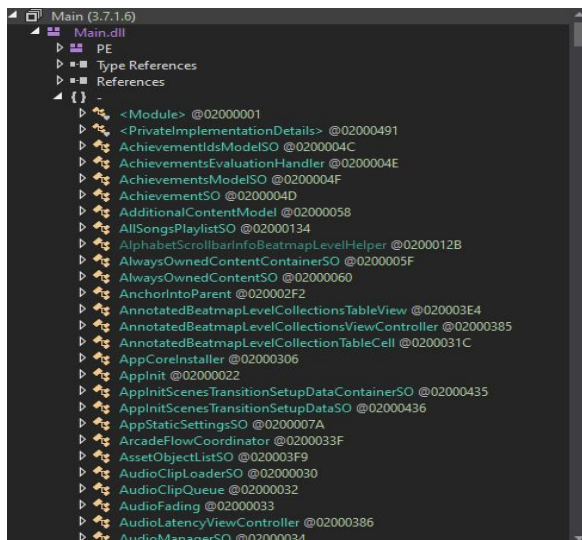 Main (3.7.1.6)
Main.dll
PE
Type References
References
{ } -
<Module> @02000001
<PrivateImplementationDetails> @02000491
AchievementIdsModelSO @0200004C
AchievementsEvaluationHandler @0200004E
AchievementsModelSO @0200004F
AchievementSO @0200004D
AdditionalContentModel @02000058
AllSongsPlaylistSO @02000134
AlphabetScrollbarInfoBeatmapLevelHelper @0200012B
AlwaysOwnedContentContainerSO @0200005F
AlwaysOwnedContentSO @02000060
AnchorIntoParent @020002F2
AnnotatedBeatmapLevelCollectionsTableView @020003E4
AnnotatedBeatmapLevelCollectionsViewController @02000385
AnnotatedBeatmapLevelCollectionTableCell @0200031C
AppCoreInstaller @02000306
AppInit @02000022
AppInitScenesTransitionSetupDataContainerSO @02000435
AppInitScenesTransitionSetupDataSO @02000436
AppStaticSettingsSO @0200007A
ArcadeFlowCoordinator @0200033F
AssetObjectListSO @020003F9
AudioClipLoaderSO @02000030
AudioClipQueue @02000032
AudioFading @02000033
AudioLatencyViewController @02000386
AudioManagerSO @02000034